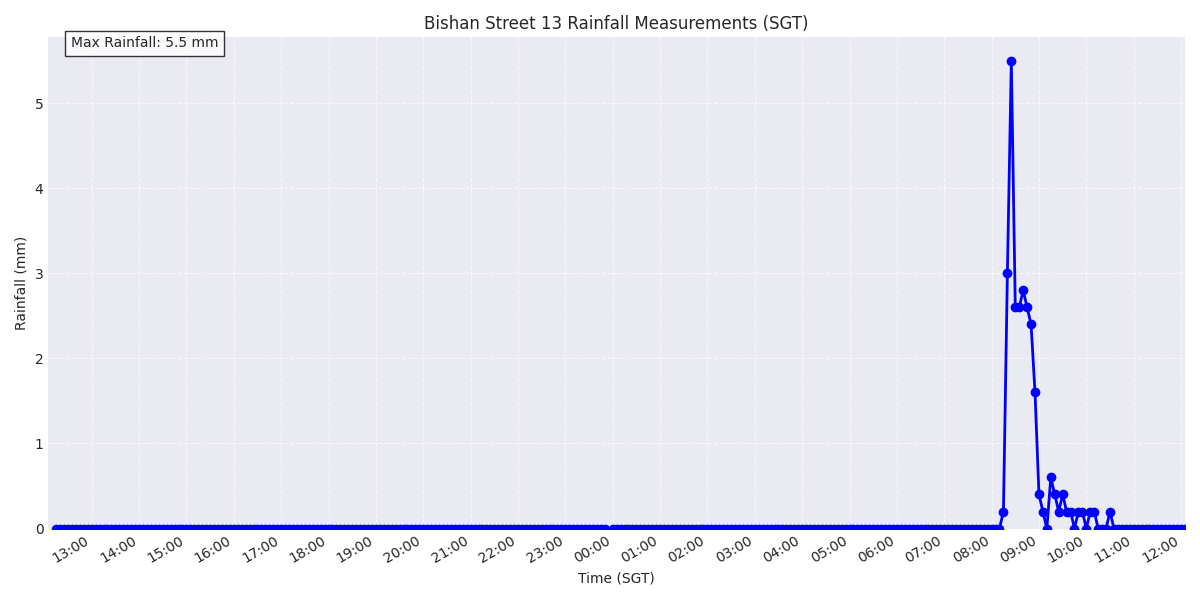 Bishan Street 13 Rainfall Measurements (SGT)
Max Rainfall: 5.5 mm
Rainfall (mm)
5
4
3
2
1
0
13:00 14:00 15:00 16:00 17:00 18:00 19:00 20:00 21:00 22:00 23:00 00:00 01:00 02:00 03:00 04:00 05:00 06:00 07:00 08:00 09:00 10:00 11:00 12:00
Time (SGT)